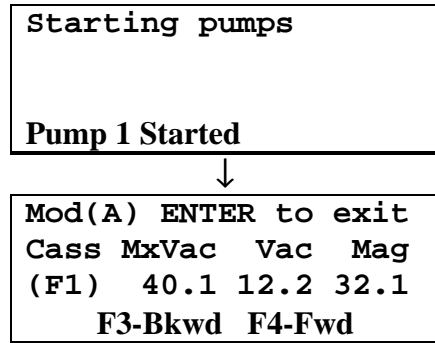 Starting pumps
Pump 1 Started
↓
Mod(A) ENTER to exit
Cass MxVac Vac Mag
(F1) 40.1 12.2 32.1
F3-Bkwd F4-Fwd